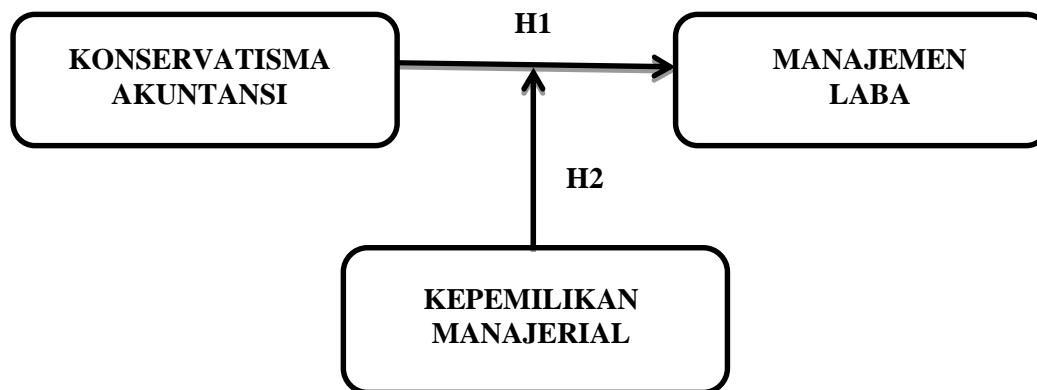 H1
KONSERVATISMA
AKUNTANSI
MANAJEMEN
LABA
H2
KEPEMILIKAN
MANAJERIAL